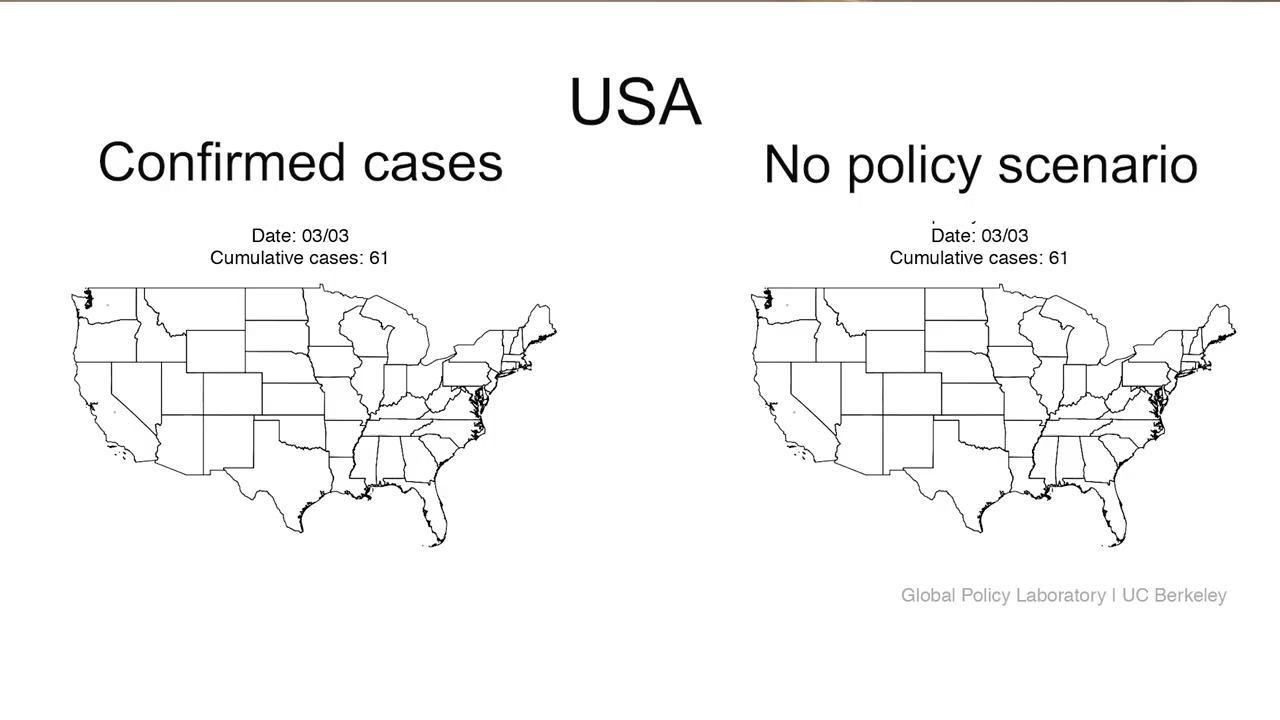 USA
Confirmed cases
No policy scenario
Date: 03/03
Cumulative cases: 61
Date: 03/03
Cumulative cases: 61
Global Policy Laboratory | UC Berkeley